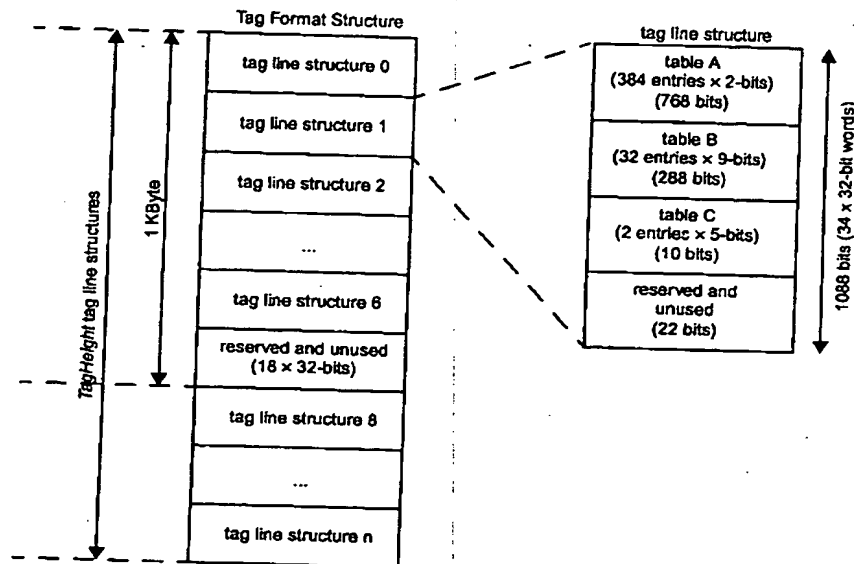 Tag Format Structure
tag line structure 0
tag line structure 1
tag line structure 2
...
tag line structure 6
reserved and unused
(18 × 32-bits)
tag line structure 8
...
tag line structure n
TagHeight tag line structures
1 KByte
tag line structure
table A
(384 entries × 2-bits)
(768 bits)
table B
(32 entries × 9-bits)
(288 bits)
table C
(2 entries × 5-bits)
(10 bits)
reserved and
unused
(22 bits)
1088 bits (34 x 32-bit words)